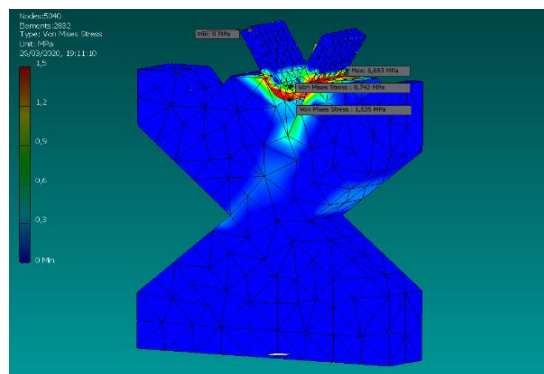 Nodes:5040
Elements:2832
Type: Von Mises Stress
Unit: MPa
25/03/2020, 19:11:10
1,5
1,2
0,9
0,6
0,3
0 Min
Min: 0 MPa
Max: 5,683 MPa
Von Mises Stress : 0,742 MPa
Von Mises Stress : 1,535 MPa